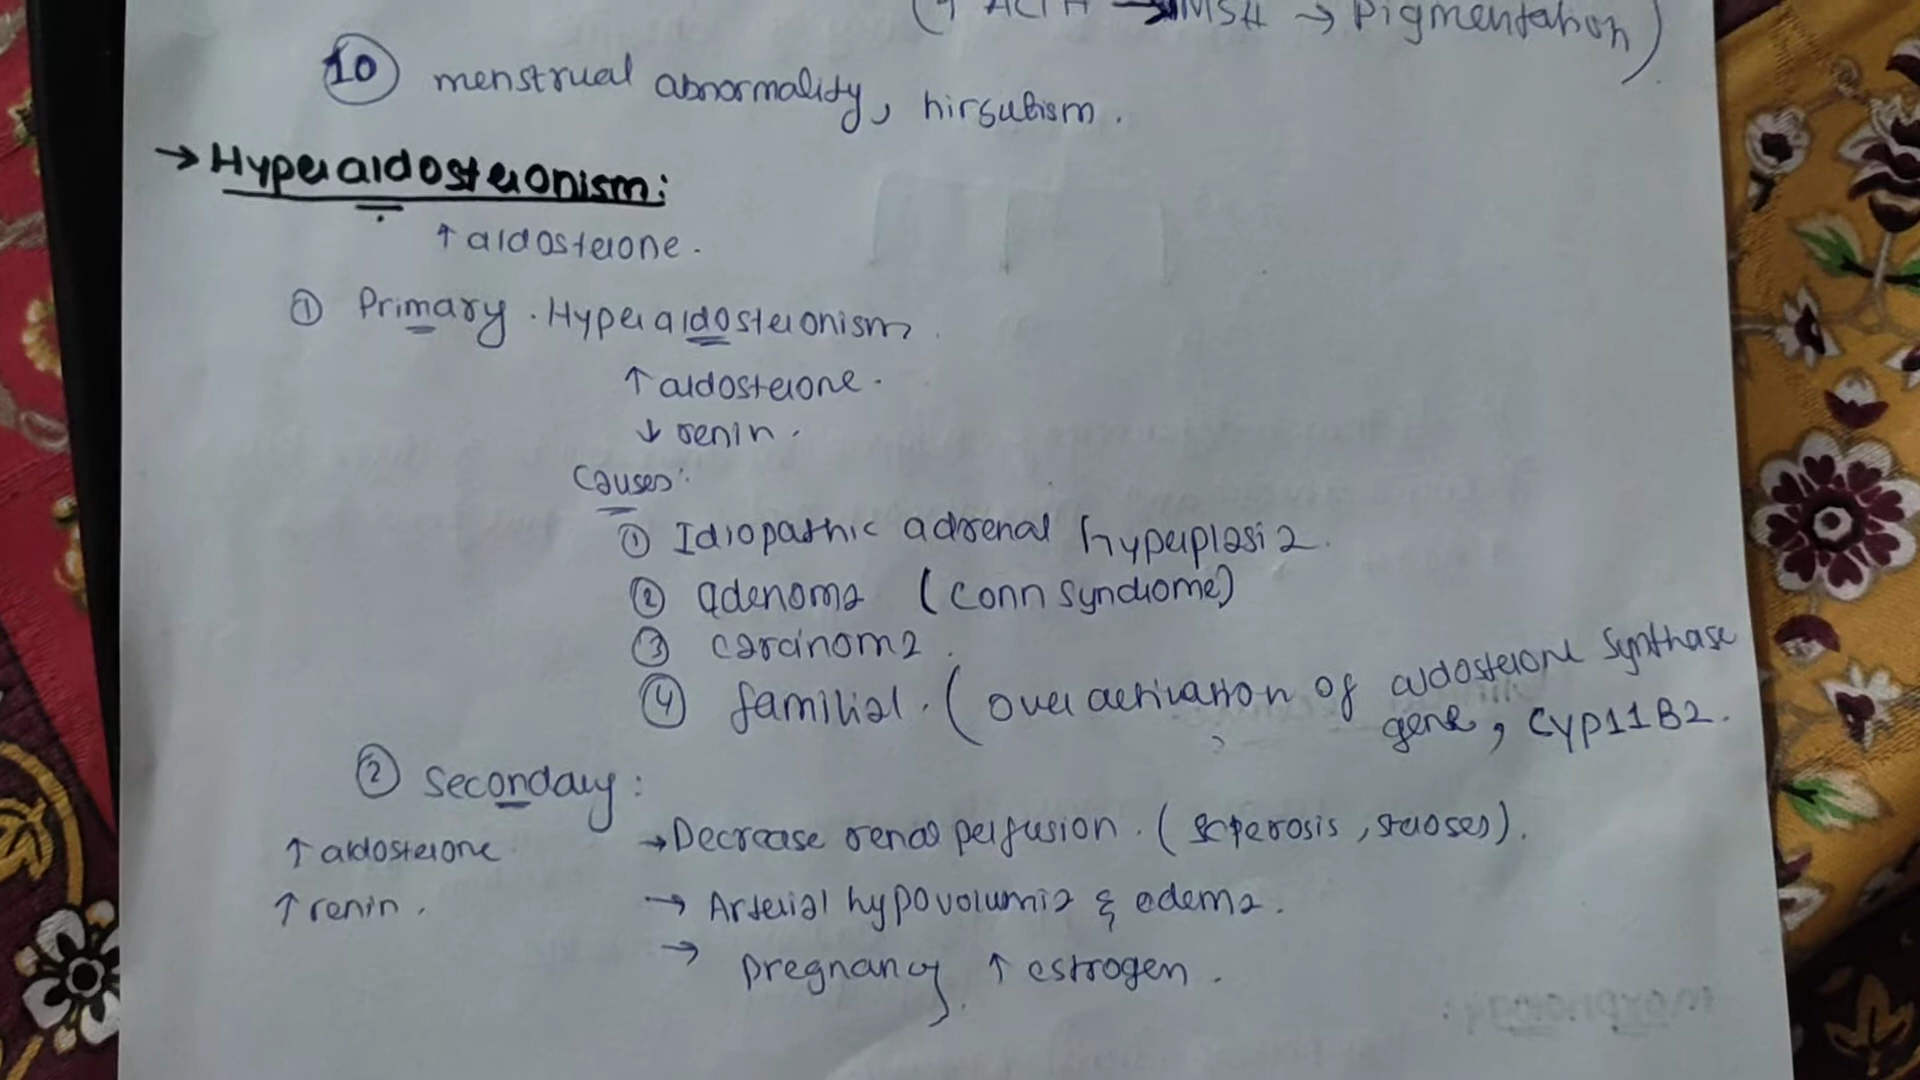 (↑ ACTH → MSH → Pigmentation)
10 menstrual abnormality, hirsutism.
→ Hyperaldosteronism:
↑ aldosterone.
① Primary . Hyperaldosteronism.
↑ aldosterone.
↓ renin.
Causes:
① Idiopathic adrenal hyperplasia.
② adenoma (Conn Syndrome)
③ carcinoma.
④ familial. (over activation of aldosterone synthase
gene, CYP11B2.
② Secondary:
↑ aldosterone → Decrease renal perfusion. (
↑ renin. → Arterial hypovolumia & edema.
→ pregnancy ↑ estrogen.